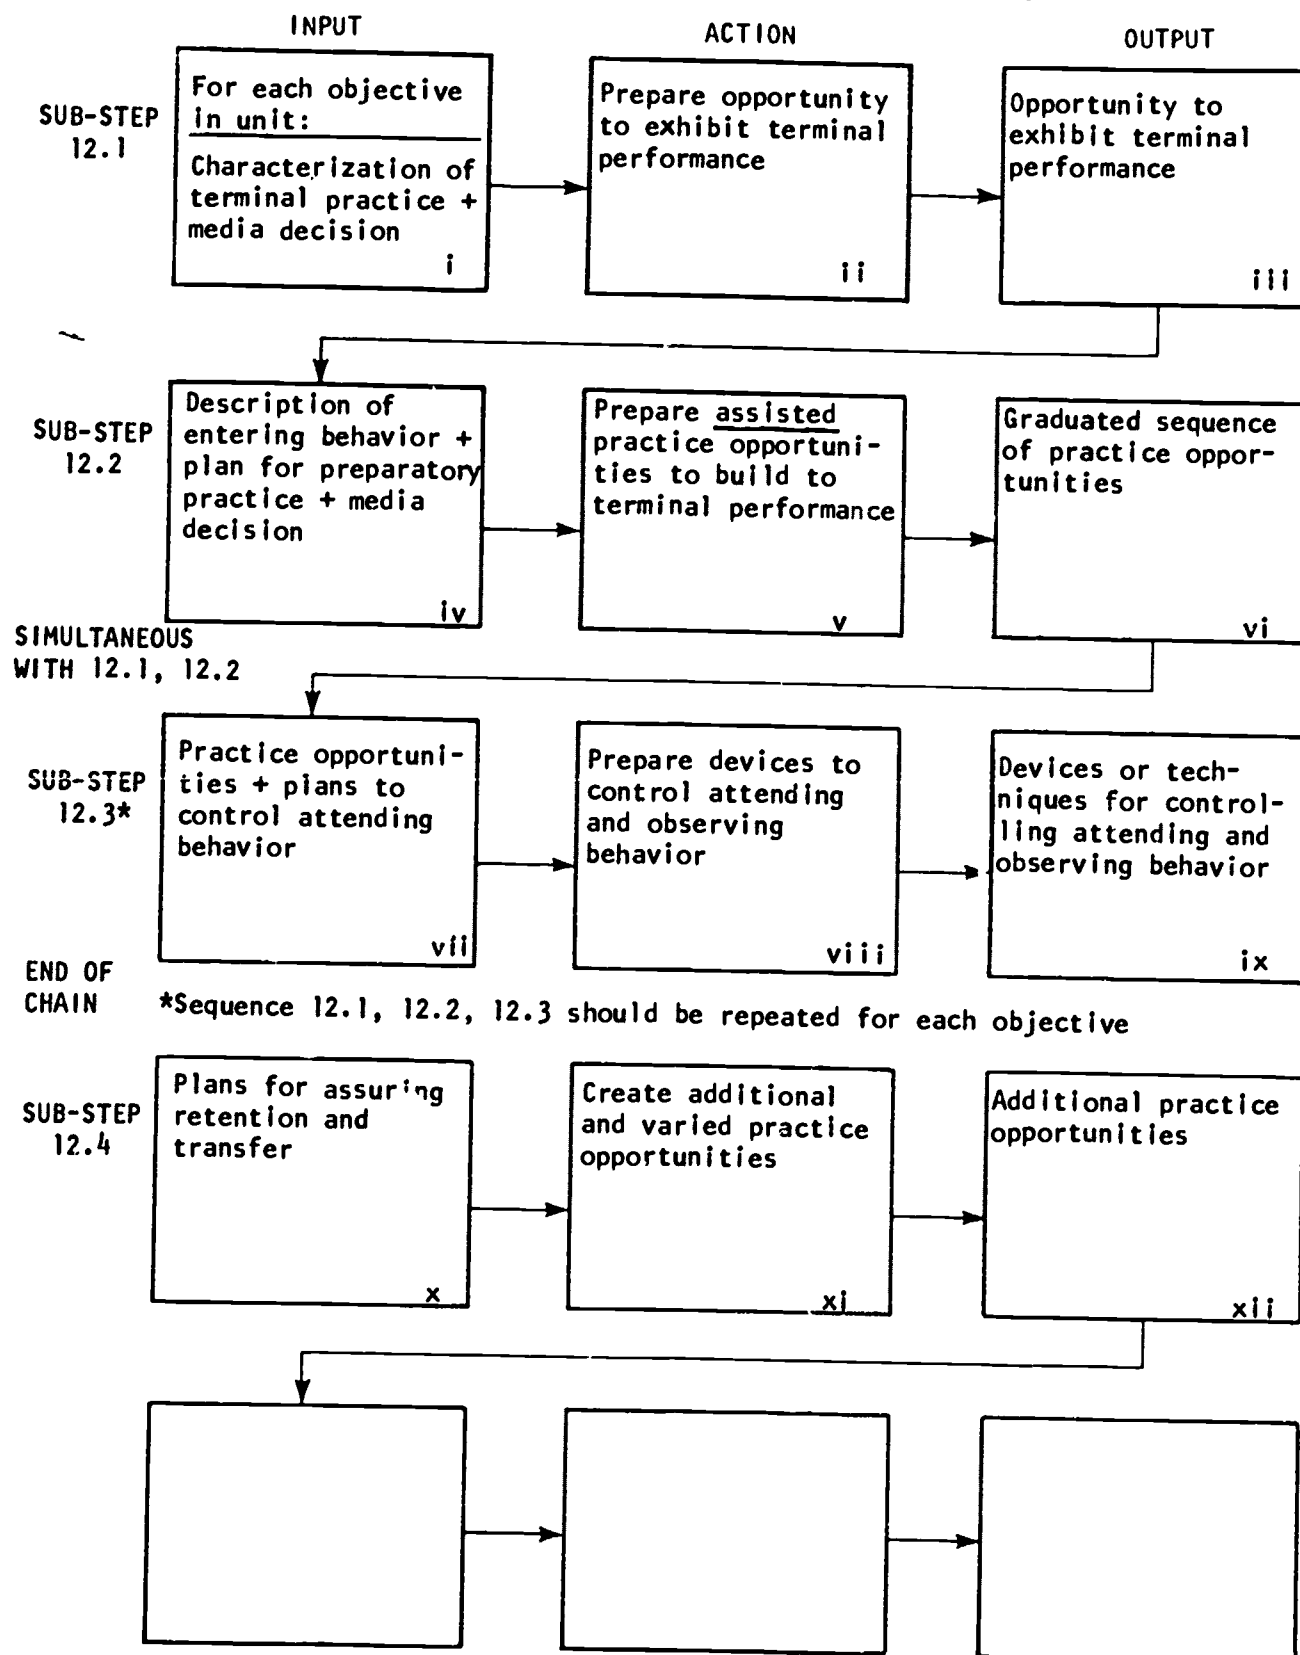 INPUT
ACTION
OUTPUT
SUB-STEP
12.1
For each objective
in unit:
Characterization of
terminal practice +
media decision
i
Prepare opportunity
to exhibit terminal
performance
ii
Opportunity to
exhibit terminal
performance
iii
SUB-STEP
12.2
Description of
entering behavior +
plan for preparatory
practice + media
decision
iv
Prepare assisted
practice opportuni-
ties to build to
terminal performance
v
Graduated sequence
of practice oppor-
tunities
vi
SIMULTANEOUS
WITH 12.1, 12.2
SUB-STEP
12.3*
Practice opportuni-
ties + plans to
control attending
behavior
vii
Prepare devices to
control attending
and observing
behavior
viii
Devices or tech-
niques for control-
ling attending and
observing behavior
ix
END OF
CHAIN
*Sequence 12.1, 12.2, 12.3 should be repeated for each objective
SUB-STEP
12.4
Plans for assuring
retention and
transfer
x
Create additional
and varied practice
opportunities
xi
Additional practice
opportunities
xii